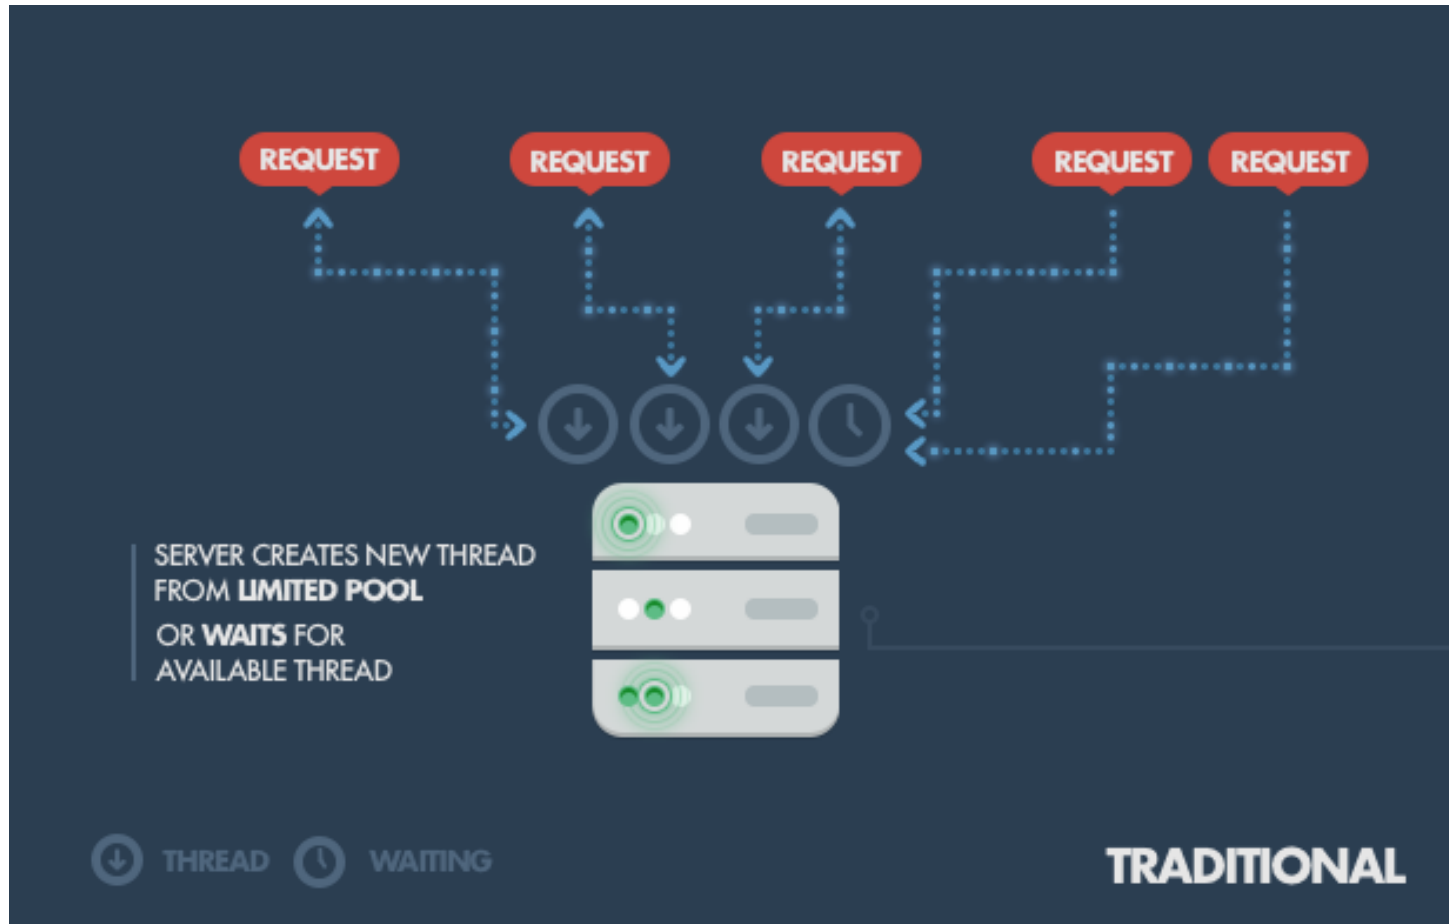 REQUEST
REQUEST
REQUEST
REQUEST
REQUEST
SERVER CREATES NEW THREAD
FROM LIMITED POOL
OR WAITS FOR
AVAILABLE THREAD
THREAD
WAITING
TRADITIONAL